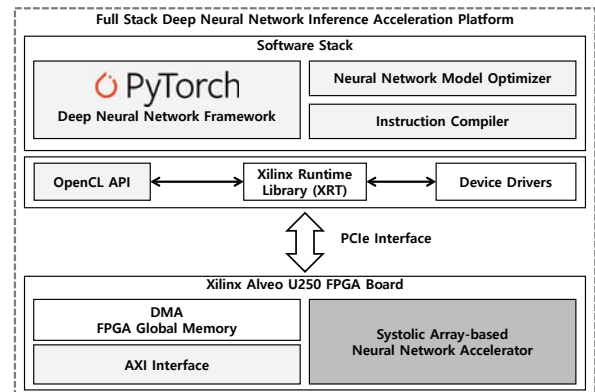 Full Stack Deep Neural Network Inference Acceleration Platform
Software Stack
PyTorch
Deep Neural Network Framework
Neural Network Model Optimizer
Instruction Compiler
OpenCL API
Xilinx Runtime
Library (XRT)
Device Drivers
PCIe Interface
Xilinx Alveo U250 FPGA Board
DMA
FPGA Global Memory
AXI Interface
Systolic Array-based
Neural Network Accelerator